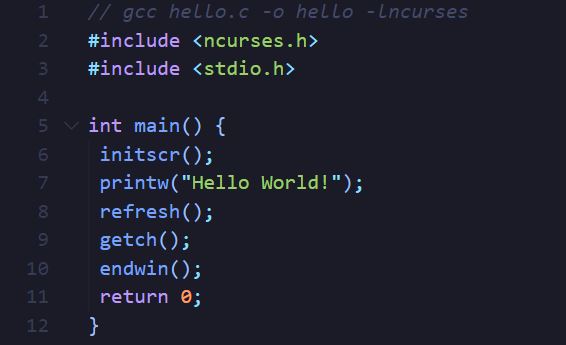 1 // gcc hello.c -o hello -lncurses
2 #include <ncurses.h>
3 #include <stdio.h>
4
5 int main() {
6 initscr();
7 printw("Hello World!");
8 refresh();
9 getch();
10 endwin();
11 return 0;
12 }